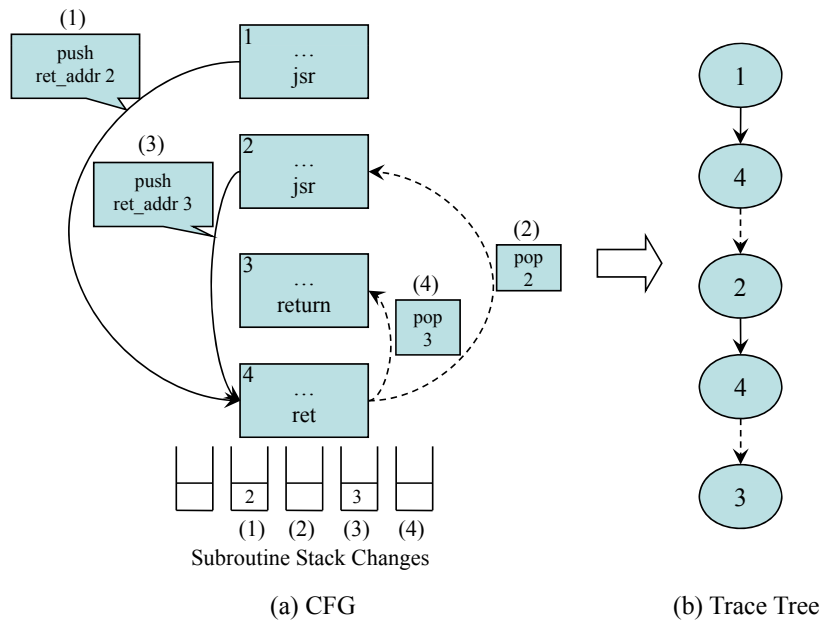 (1)
push
ret_addr 2
1
…
jsr
(3)
push
ret_addr 3
2
…
jsr
(2)
pop
2
3
…
return
(4)
pop
3
4
…
ret
2
3
(1) (2) (3) (4)
Subroutine Stack Changes
(a) CFG
1
4
2
4
3
(b) Trace Tree